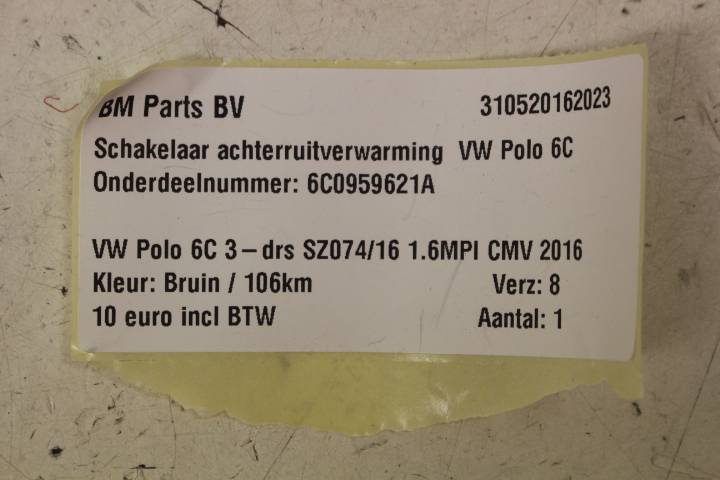 BM Parts BV 310520162023
Schakelaar achterruitverwarming VW Polo 6C
Onderdeelnummer: 6C0959621A
VW Polo 6C 3-drs SZ074/16 1.6MPI CMV 2016
Kleur: Bruin / 106km Verz: 8
10 euro incl BTW Aantal: 1